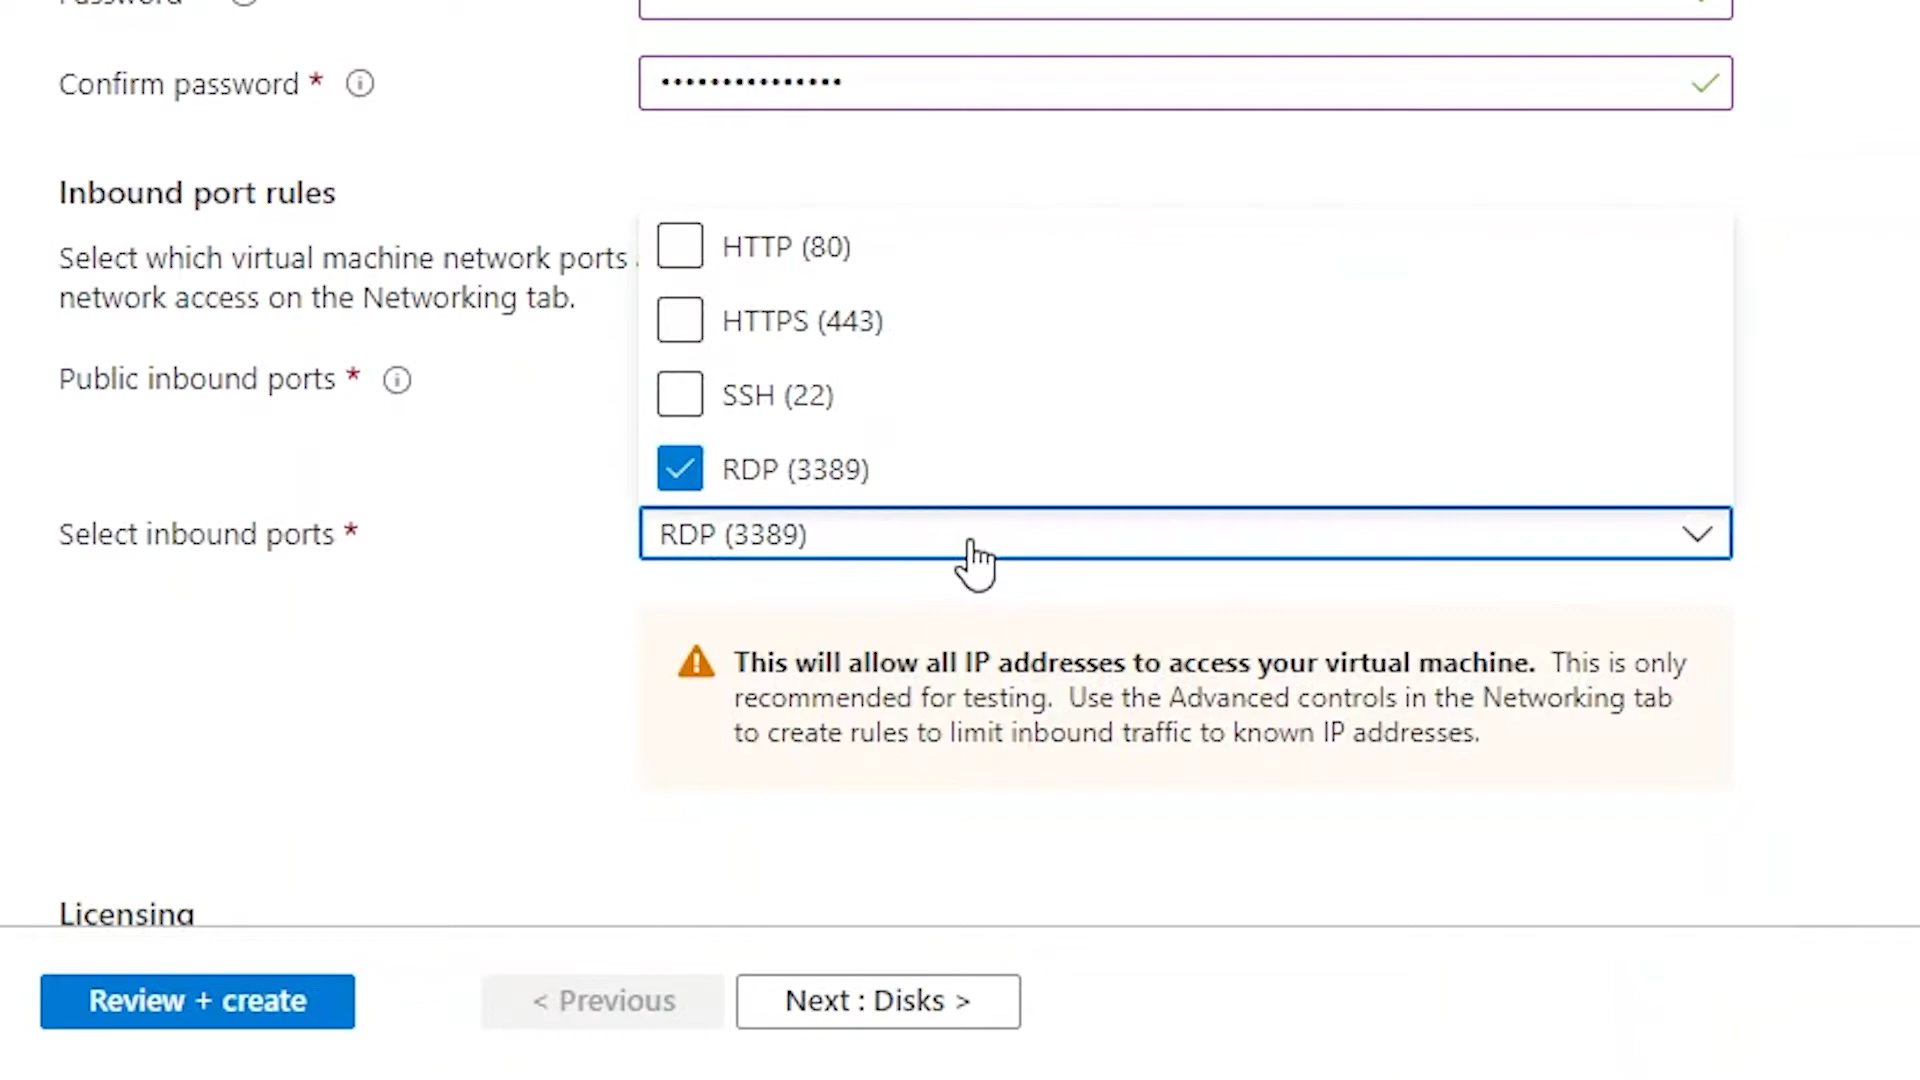 Password
Confirm password *
•••••••••••••••
Inbound port rules
Select which virtual machine network ports
network access on the Networking tab.
HTTP (80)
HTTPS (443)
Public inbound ports *
SSH (22)
RDP (3389)
Select inbound ports *
RDP (3389)
This will allow all IP addresses to access your virtual machine. This is only
recommended for testing. Use the Advanced controls in the Networking tab
to create rules to limit inbound traffic to known IP addresses.
Licensing
Review + create
< Previous
Next : Disks >